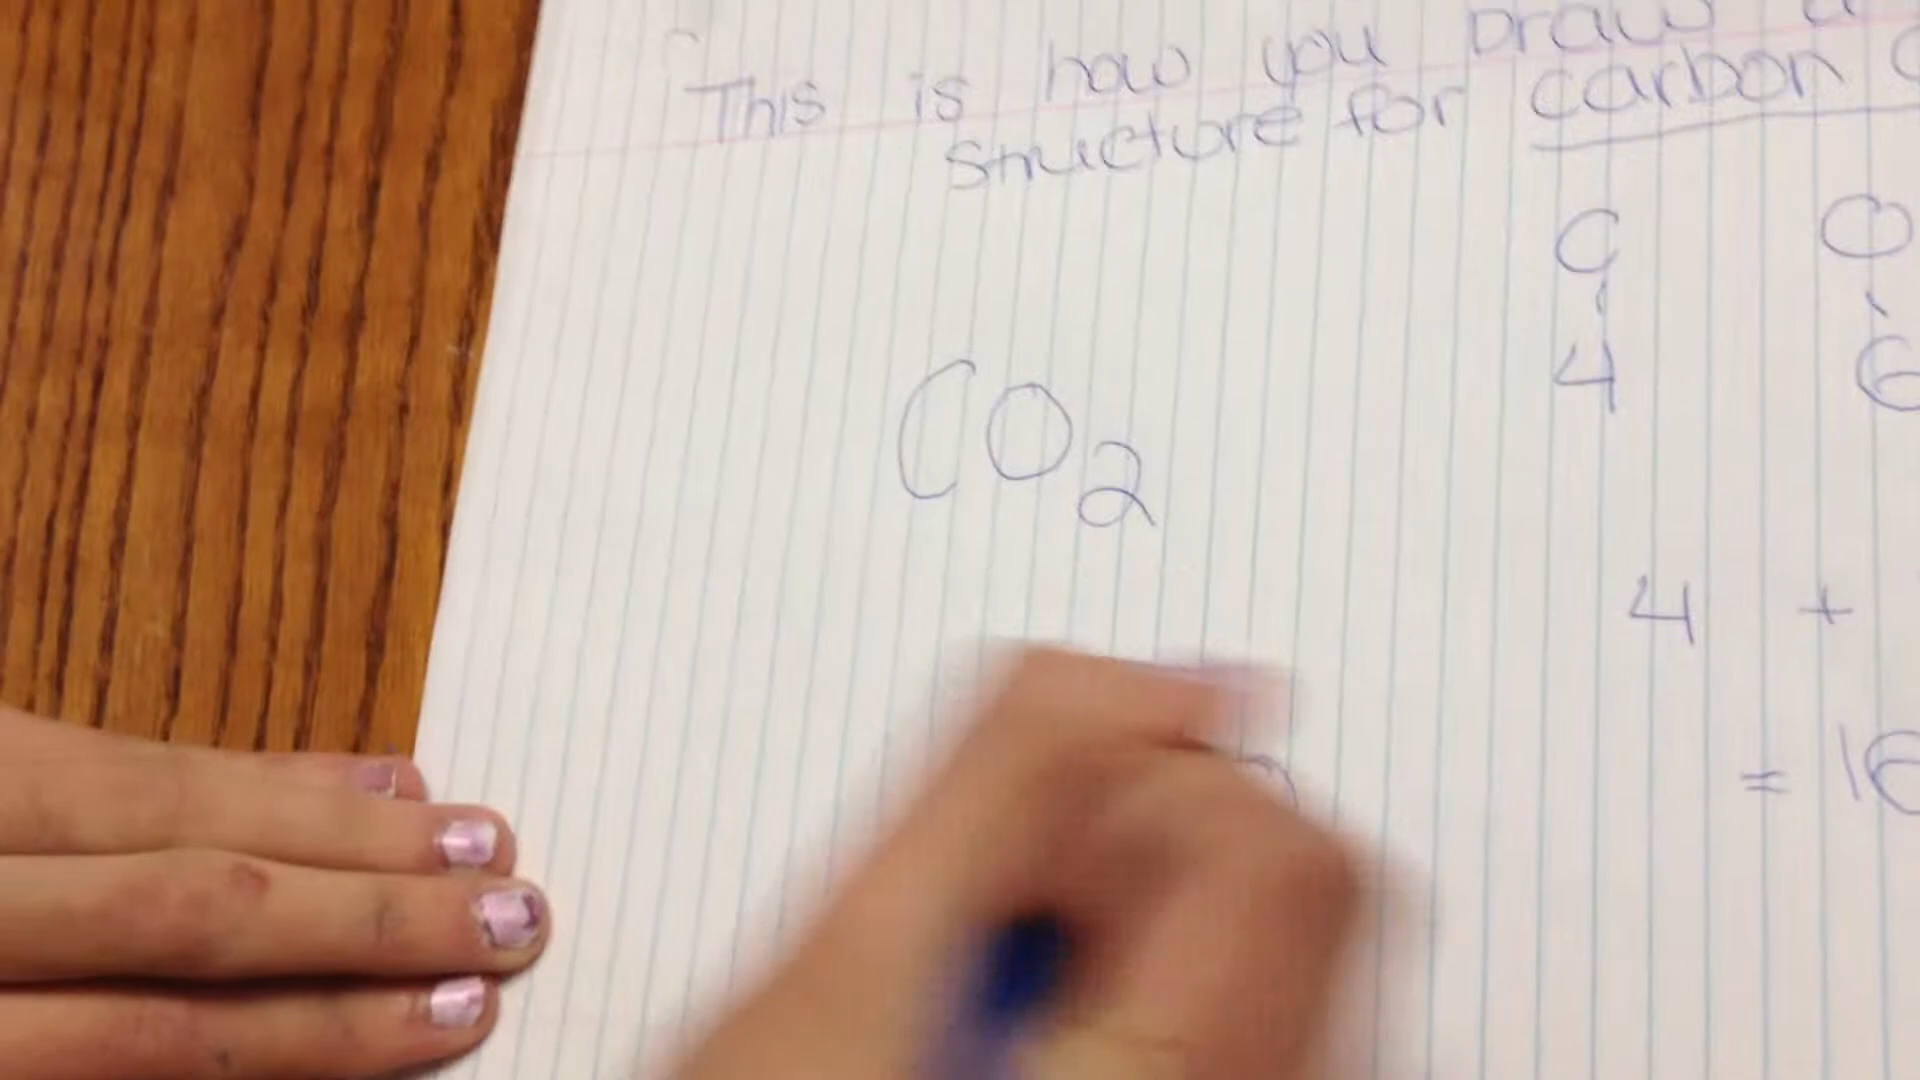 This is how you Draw a
structure for carbon
C O
4 6
CO2
4 +
= 16